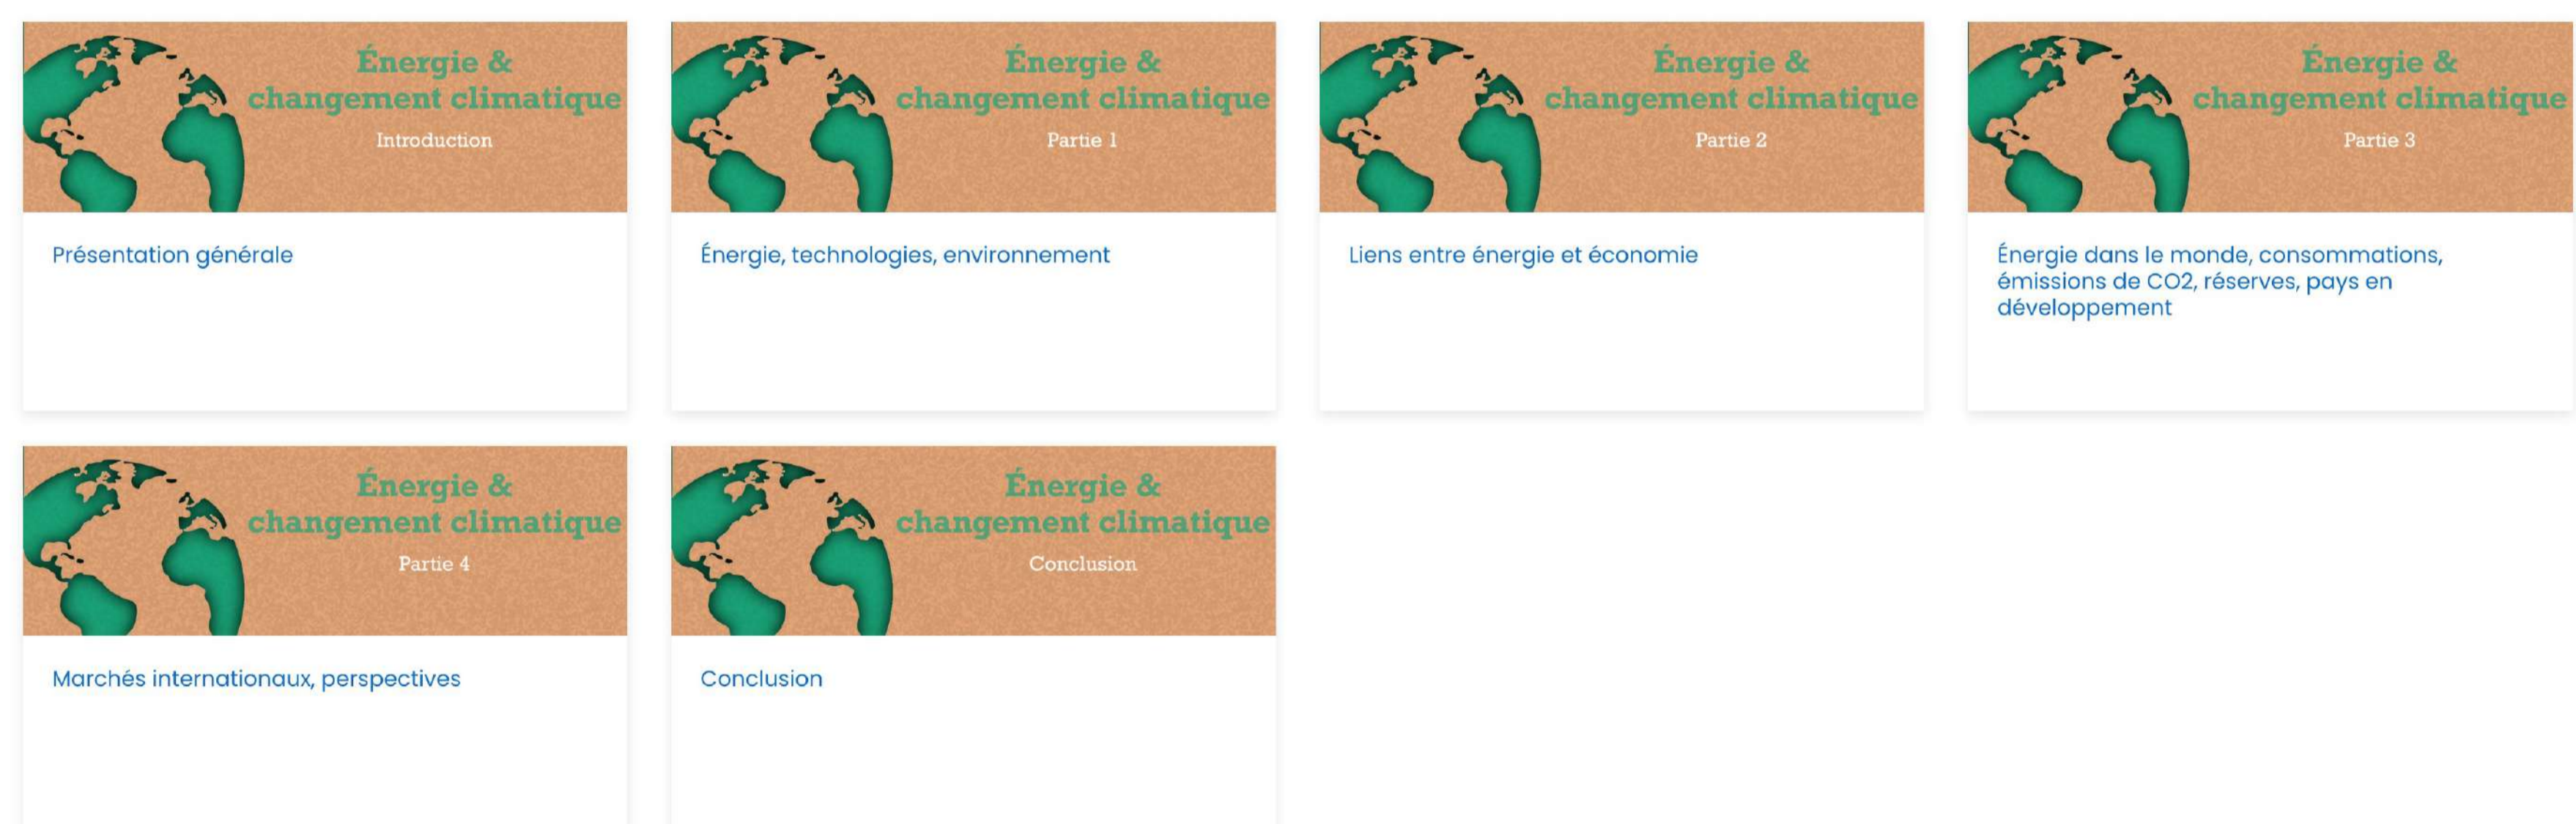 Énergie &
changement climatique
Introduction
Présentation générale
Énergie &
changement climatique
Partie 1
Énergie, technologies, environnement
Énergie &
changement climatique
Partie 2
Liens entre énergie et économie
Énergie &
changement climatique
Partie 3
Énergie dans le monde, consommations,
émissions de CO2, réserves, pays en
développement
Énergie &
changement climatique
Partie 4
Marchés internationaux, perspectives
Énergie &
changement climatique
Conclusion
Conclusion